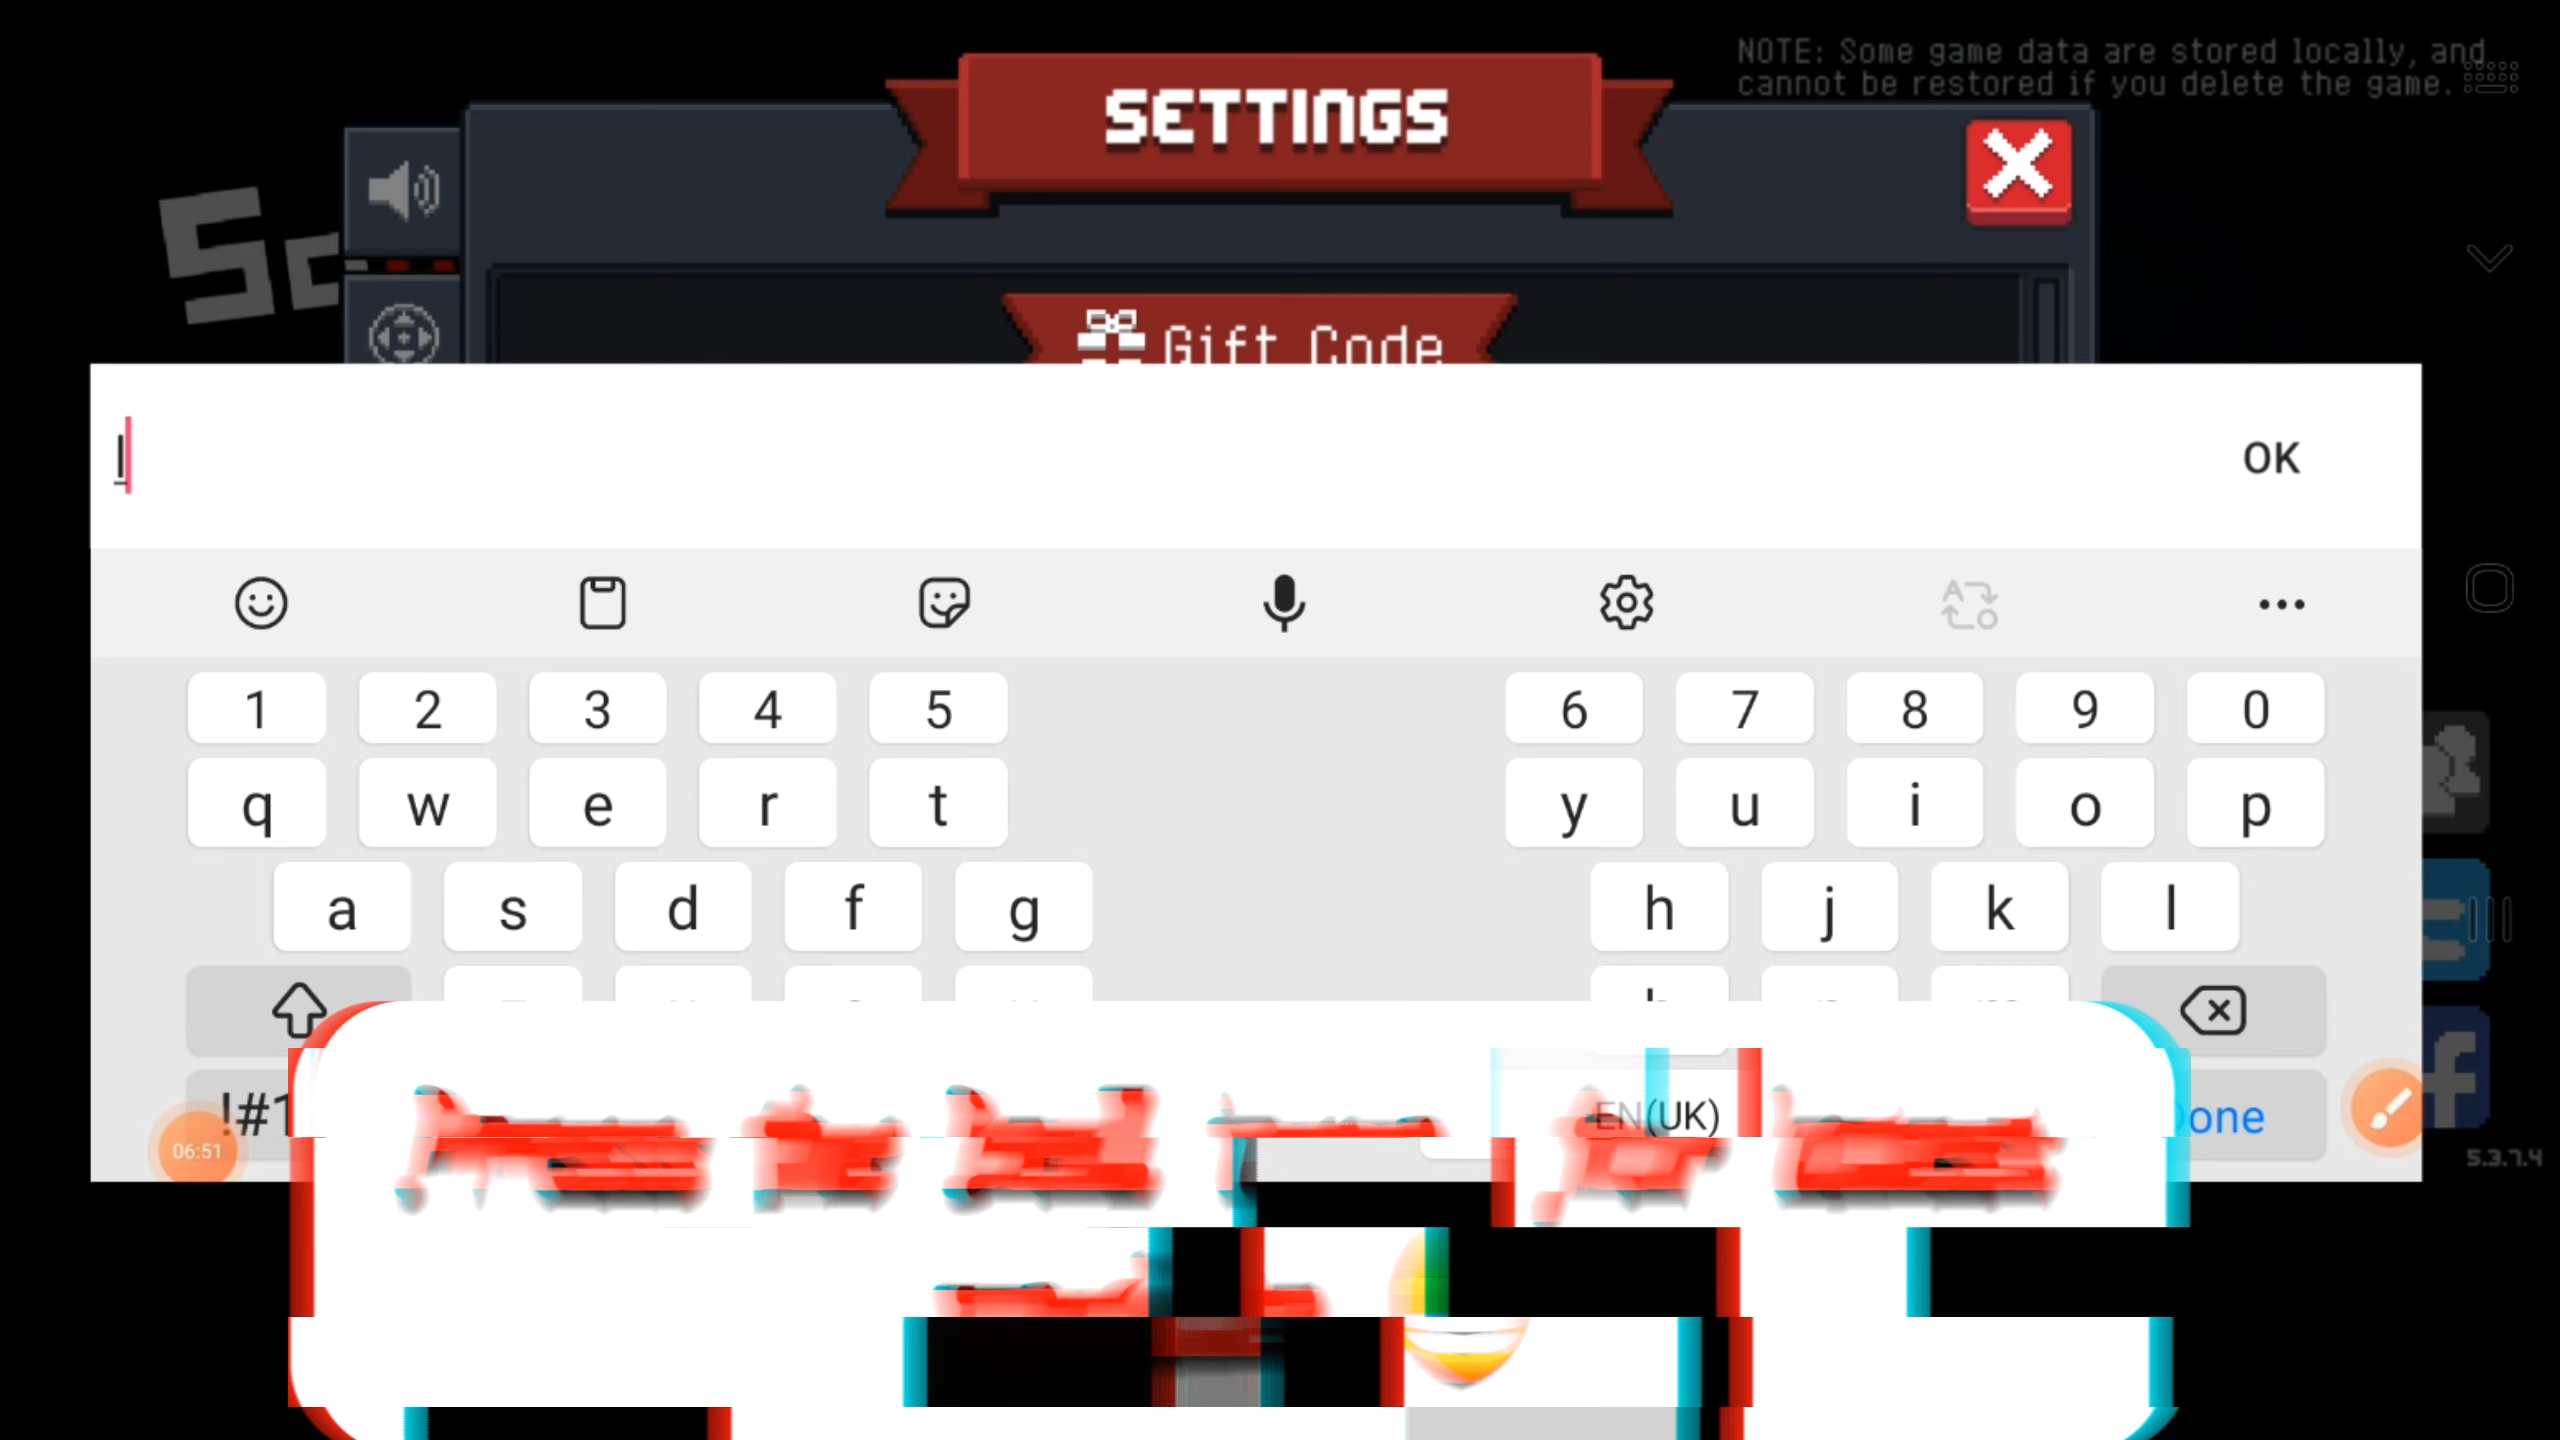 NOTE: Some game data are stored locally, and
cannot be restored if you delete the game.
SETTINGS
Sc
Gift Code
l
OK
1 2 3 4 5 6 7 8 9 0
q w e r t y u i o p
a s d f g h j k l
!#1 EN(UK) Done
06:51
5.3.7.4